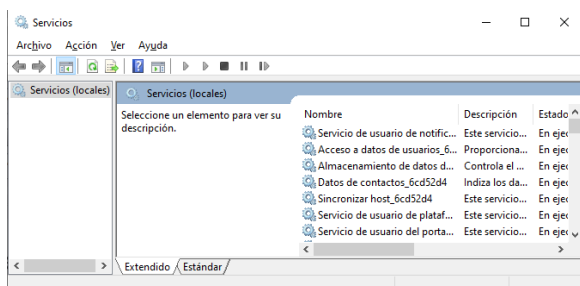 Servicios
Archivo Acción Ver Ayuda
Servicios (locales)
Servicios (locales)
Seleccione un elemento para ver su
descripción.
Nombre Descripción Estado
Servicio de usuario de notific... Este servicio... En ejec
Acceso a datos de usuarios_6... Proporciona... En ejec
Almacenamiento de datos d... Controla el ... En ejec
Datos de contactos_6cd52d4 Indiza los da... En ejec
Sincronizar host_6cd52d4 Este servicio... En ejec
Servicio de usuario de plataf... Este servicio... En ejec
Servicio de usuario del porta... Este servicio... En ejec
Extendido Estándar